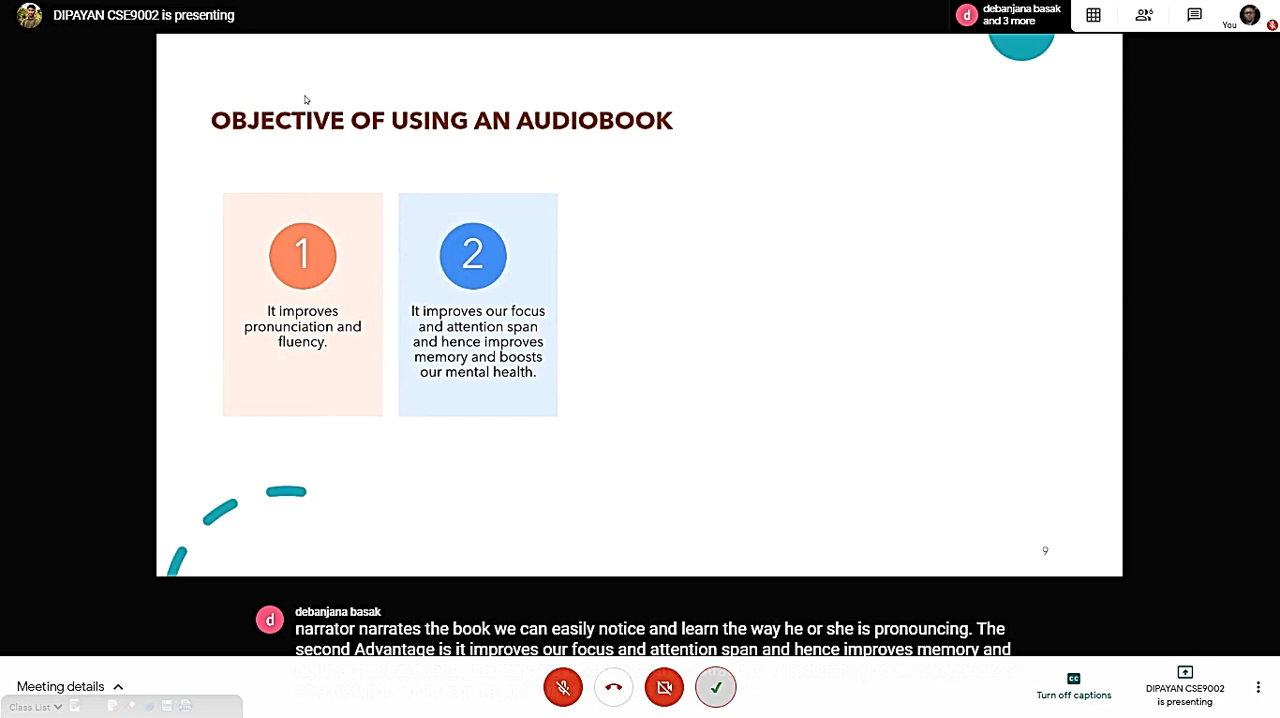 DIPAYAN CSE9002 is presenting
d
debanjana basak
and 3 more
6
You
OBJECTIVE OF USING AN AUDIOBOOK
1
It improves
pronunciation and
fluency.
2
It improves our focus
and attention span
and hence improves
memory and boosts
our mental health.
9
d
debanjana basak
narrator narrates the book we can easily notice and learn the way he or she is pronouncing. The
second Advantage is it improves our focus and attention span and hence improves memory and
Meeting details
CC
Turn off captions
DIPAYAN CSE9002
is presenting
Class List